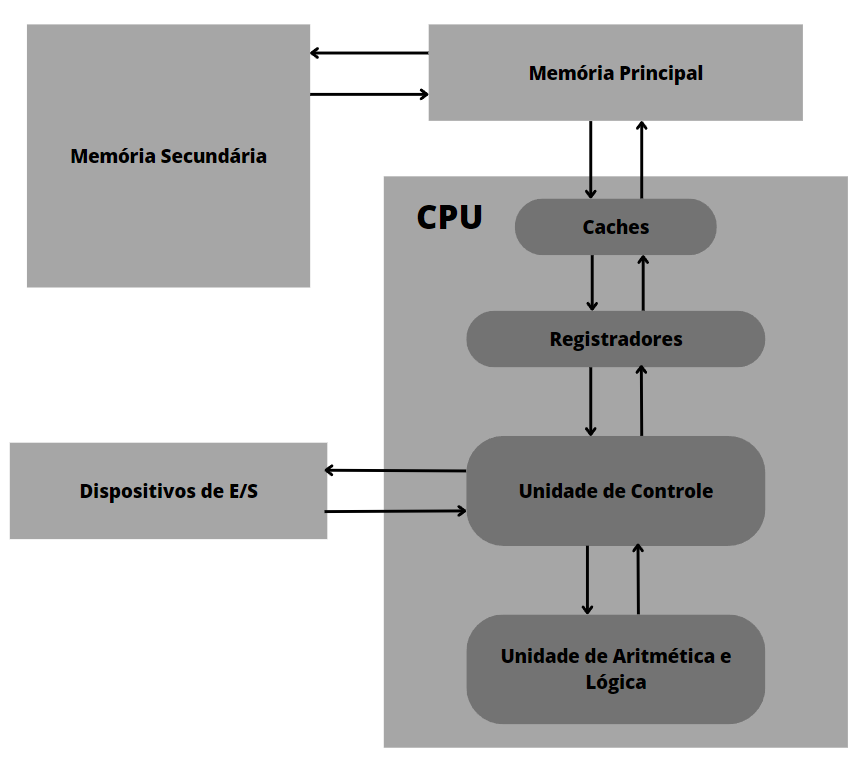 Memória Principal
Memória Secundária
CPU
Caches
Registradores
Dispositivos de E/S
Unidade de Controle
Unidade de Aritmética e
Lógica